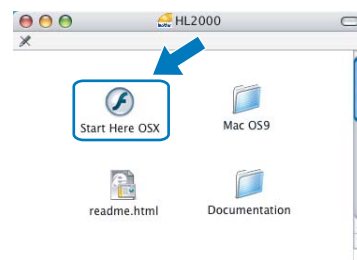 HL2000
Start Here OSX
Mac OS9
readme.html
Documentation